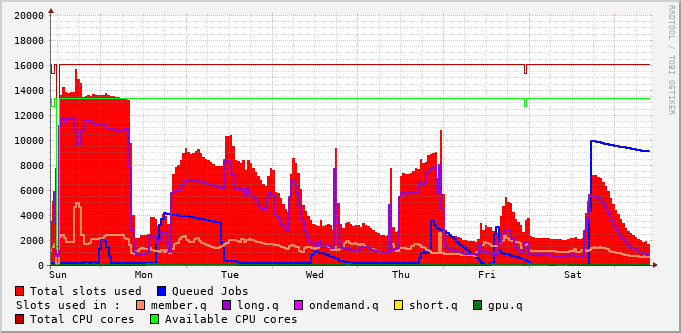 20000
18000
16000
14000
12000
10000
8000
6000
4000
2000
0
Sun Mon Tue Wed Thu Fri Sat
RRDTOOL / TOBI OETIKER
Total slots used Queued Jobs
Slots used in : member.q long.q ondemand.q short.q gpu.q
Total CPU cores Available CPU cores